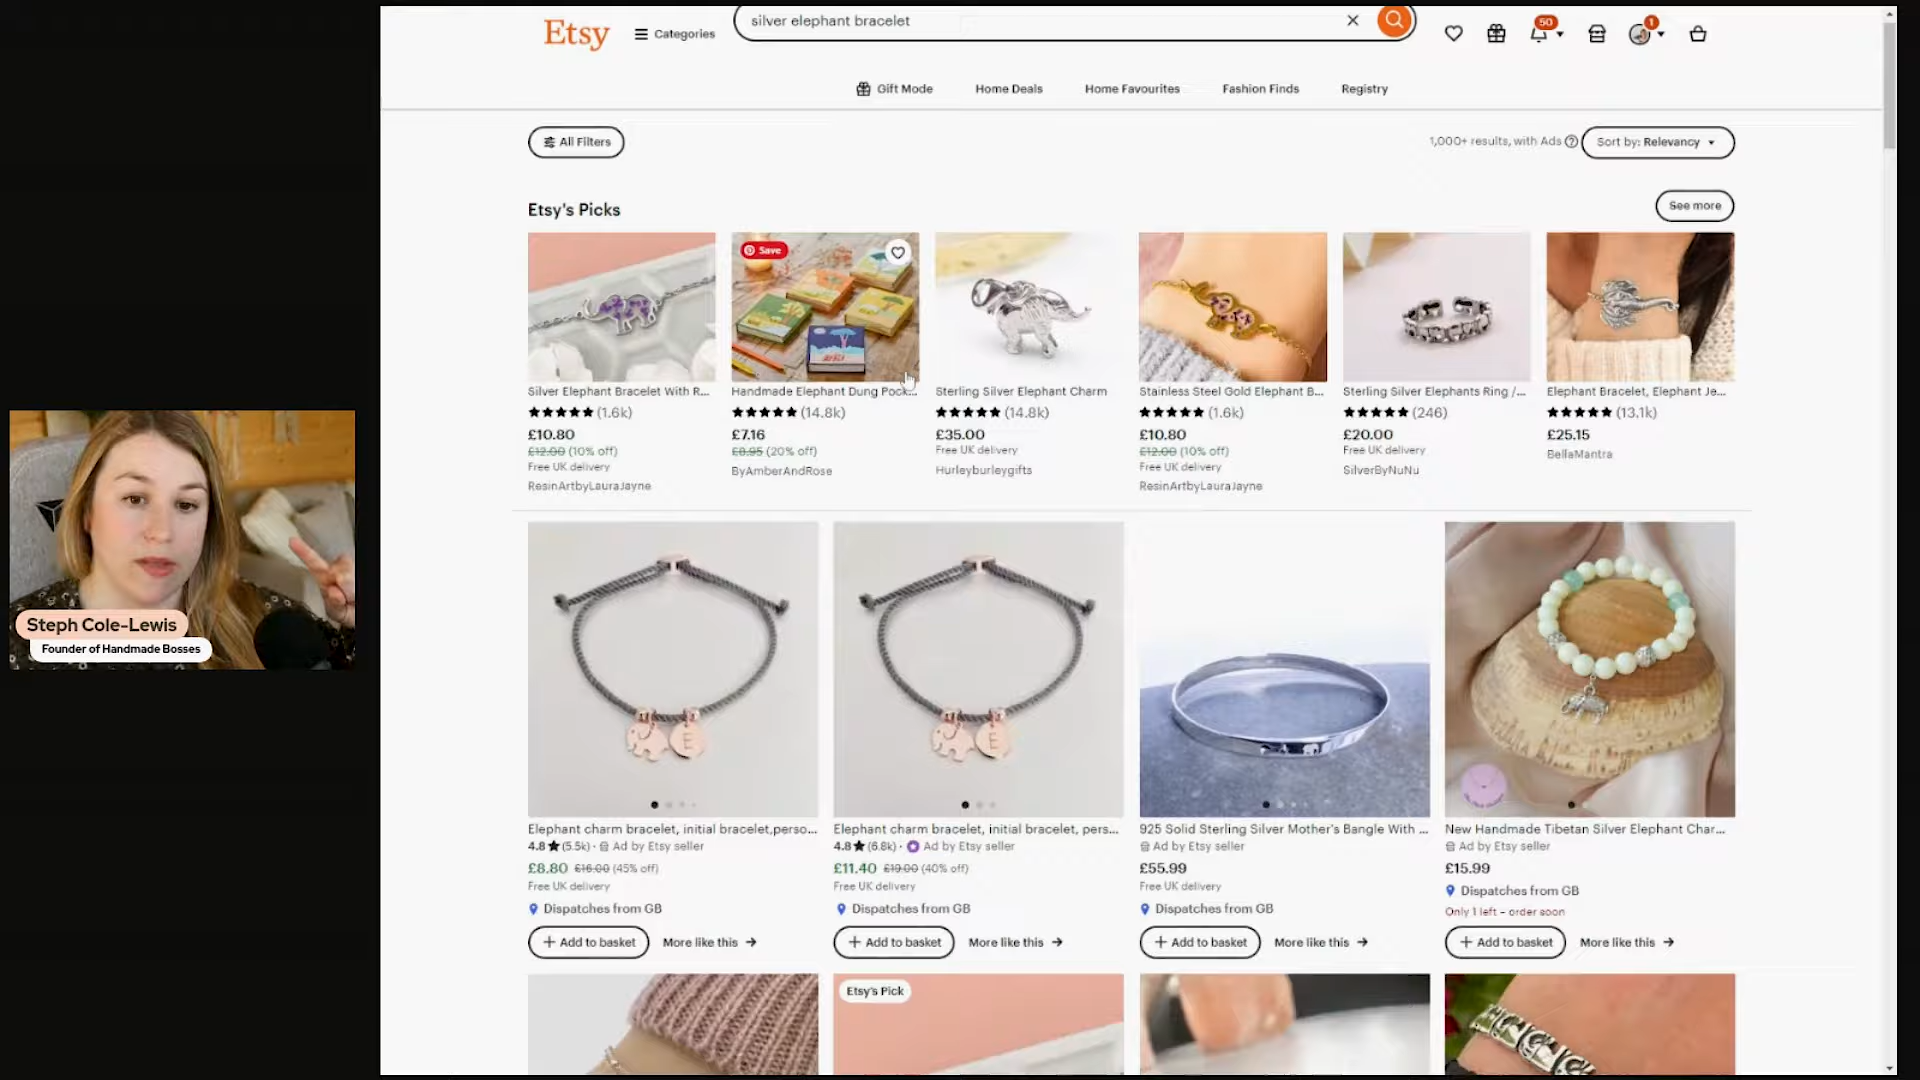 silver elephant bracelet
Etsy
Categories
50
1
Gift Mode
Home Deals
Home Favourites
Fashion Finds
Registry
All Filters
1,000+ results, with Ads
Sort by: Relevancy
Etsy's Picks
See more
Save
Silver Elephant Bracelet With R...
Handmade Elephant Dung Pock...
Sterling Silver Elephant Charm
Stainless Steel Gold Elephant B...
Sterling Silver Elephants Ring /...
Elephant Bracelet, Elephant Je...
(1.6k)
(14.8k)
(14.8k)
(1.6k)
(246)
(13.1k)
£10.80
£7.16
£35.00
£10.80
£20.00
£25.15
£12.00 (10% off)
£8.95 (20% off)
Free UK delivery
£12.00 (10% off)
Free UK delivery
BellaMantra
Free UK delivery
ByAmberAndRose
Hurleyburleygifts
Free UK delivery
SilverByNuNu
ResinArtbyLauraJayne
ResinArtbyLauraJayne
E
E
Elephant charm bracelet, initial bracelet,perso...
4.8 (5.5k) · Ad by Etsy seller
£8.80 £16.00 (45% off)
Free UK delivery
Dispatches from GB
Add to basket
More like this
Elephant charm bracelet, initial bracelet, pers...
4.8 (6.8k) · Ad by Etsy seller
£11.40 £19.00 (40% off)
Free UK delivery
Dispatches from GB
Add to basket
More like this
925 Solid Sterling Silver Mother's Bangle With ...
Ad by Etsy seller
£55.99
Free UK delivery
Dispatches from GB
Add to basket
More like this
New Handmade Tibetan Silver Elephant Char...
Ad by Etsy seller
£15.99
Dispatches from GB
Only 1 left – order soon
Add to basket
More like this
Etsy's Pick
Steph Cole-Lewis
Founder of Handmade Bosses